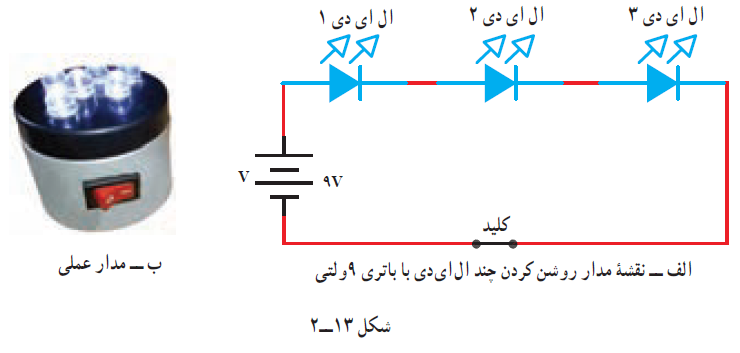 ال ای دی ۱
ال ای دی ۲
ال ای دی ۳
V
۹V
کلید
الف ــ نقشهٔ مدار روشن کردن چند ال‌ای‌دی با باتری ۹ ولتی
ب ــ مدار عملی
شکل ۱۳ــ۲